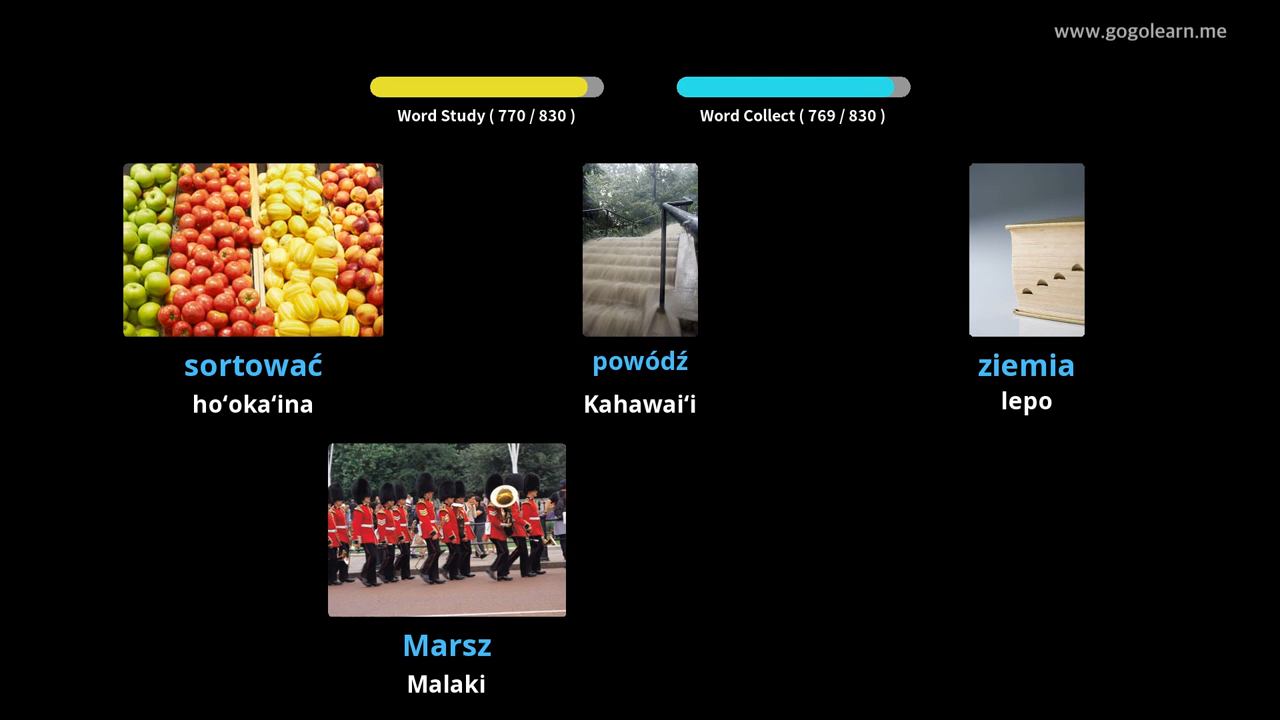 www.gogolearn.me
Word Study ( 770 / 830 )
Word Collect ( 769 / 830 )
sortować
hoʻokaʻina
powódź
Kahawaiʻi
ziemia
lepo
Marsz
Malaki